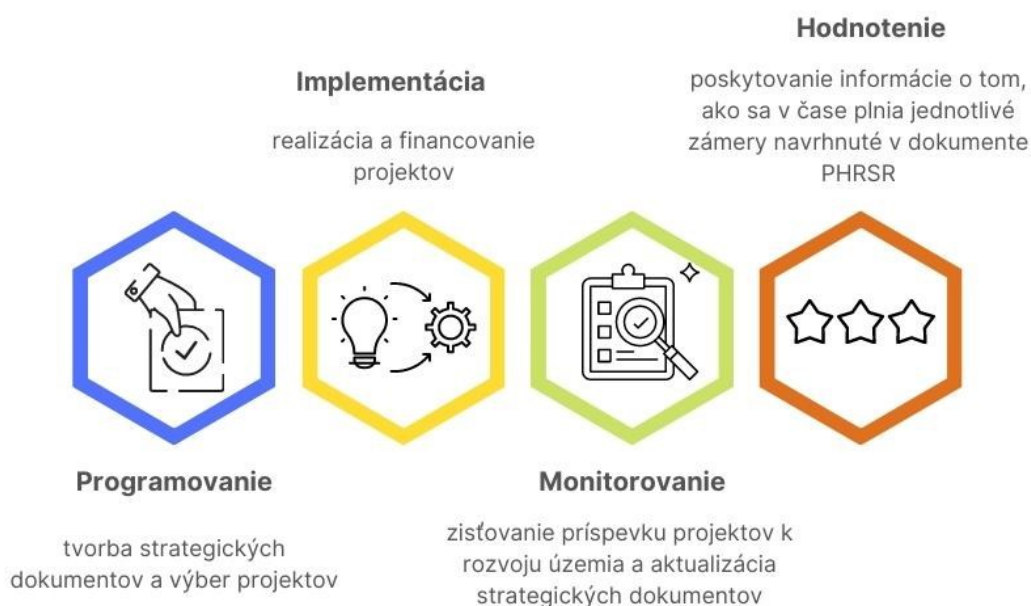 Hodnotenie
poskytovanie informácie o tom,
ako sa v čase plnia jednotlivé
zámery navrhnuté v dokumente
PHRSR
Implementácia
realizácia a financovanie
projektov
Programovanie
tvorba strategických
dokumentov a výber projektov
Monitorovanie
zisťovanie príspevku projektov k
rozvoju územia a aktualizácia
strategických dokumentov